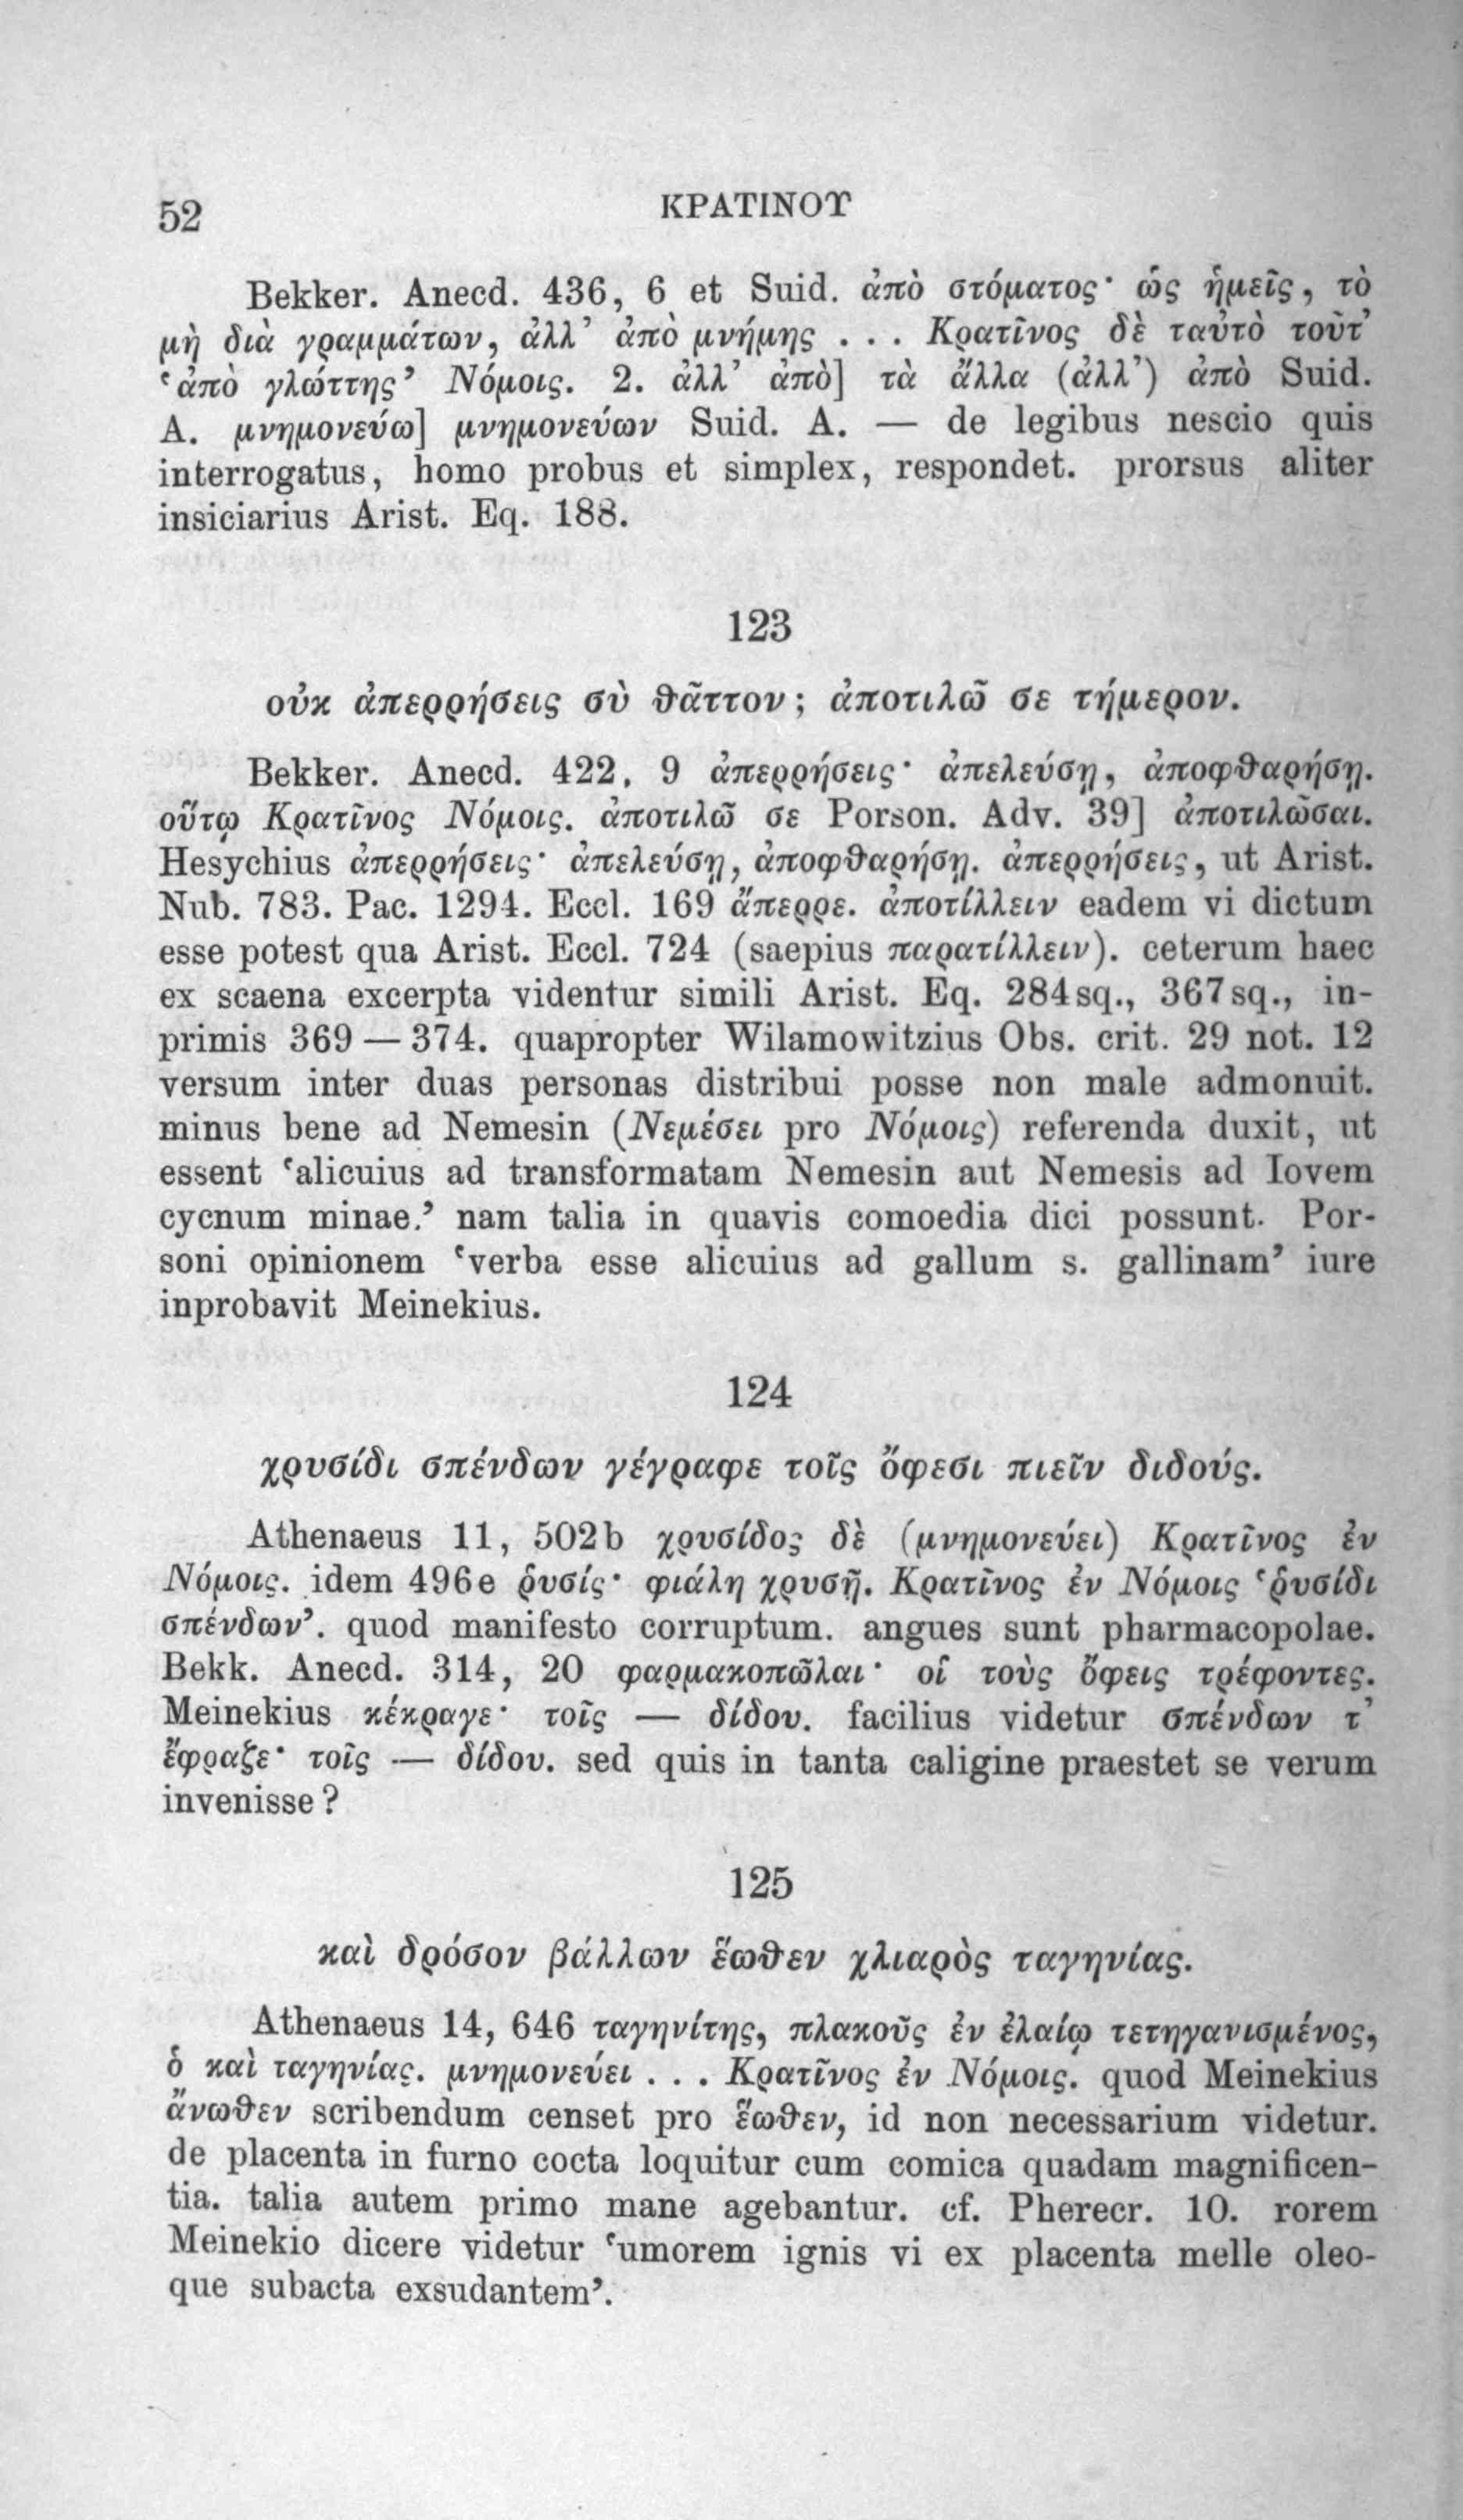 52
ΚΡΑΤΙΝΟΥ
Bekker. Anecd. 436, 6 et Suid. ἀπὸ στόματος· ὡς ἡμεῖς, τὸ
μὴ διὰ γραμμάτων, ἀλλ’ ἀπὸ μνήμης . . . Κρατῖνος δὲ ταὐτὸ τοῦτ’
‘ἀπὸ γλώττης’ Νόμοις. 2. ἀλλ’ ἀπὸ] τὰ ἄλλα (ἀλλ’) ἀπὸ Suid.
A. μνημονεύω] μνημονεύων Suid. A. — de legibus nescio quis
interrogatus, homo probus et simplex, respondet. prorsus aliter
insiciarius Arist. Eq. 188.
123
οὐκ ἀπερρήσεις σὺ θᾶττον; ἀποτιλῶ σε τήμερον.
Bekker. Anecd. 422, 9 ἀπερρήσεις· ἀπελεύσῃ, ἀποφθαρήσῃ.
οὕτῳ Κρατῖνος Νόμοις. ἀποτιλῶ σε Porson. Adv. 39] ἀποτιλῶσαι.
Hesychius ἀπερρήσεις· ἀπελεύσῃ, ἀποφθαρήσῃ. ἀπερρήσεις, ut Arist.
Nub. 783. Pac. 1294. Eccl. 169 ἄπερρε. ἀποτίλλειν eadem vi dictum
esse potest qua Arist. Eccl. 724 (saepius παρατίλλειν). ceterum haec
ex scaena excerpta videntur simili Arist. Eq. 284 sq., 367 sq., in-
primis 369 — 374. quapropter Wilamowitzius Obs. crit. 29 not. 12
versum inter duas personas distribui posse non male admonuit.
minus bene ad Nemesin (Νεμέσει pro Νόμοις) referenda duxit, ut
essent ‘alicuius ad transformatam Nemesin aut Nemesis ad Iovem
cycnum minae.’ nam talia in quavis comoedia dici possunt. Por-
soni opinionem ‘verba esse alicuius ad gallum s. gallinam’ iure
inprobavit Meinekius.
124
χρυσίδι σπένδων γέγραφε τοῖς ὄφεσι πιεῖν διδούς.
Athenaeus 11, 502b χρυσίδος δὲ (μνημονεύει) Κρατῖνος ἐν
Νόμοις. idem 496e ῥυσίς· φιάλη χρυσῆ. Κρατῖνος ἐν Νόμοις ‘ῥυσίδι
σπένδων’. quod manifesto corruptum. angues sunt pharmacopolae.
Bekk. Anecd. 314, 20 φαρμακοπῶλαι· οἱ τοὺς ὄφεις τρέφοντες.
Meinekius κέκραγε· τοῖς — δίδου. facilius videtur σπένδων τ’
ἔφραζε· τοῖς — δίδου. sed quis in tanta caligine praestet se verum
invenisse?
125
καὶ δρόσον βάλλων ἕωθεν χλιαρὸς ταγηνίας.
Athenaeus 14, 646 ταγηνίτης, πλακοῦς ἐν ἐλαίῳ τετηγανισμένος,
ὁ καὶ ταγηνίας. μνημονεύει . . . Κρατῖνος ἐν Νόμοις. quod Meinekius
ἄνωθεν scribendum censet pro ἕωθεν, id non necessarium videtur.
de placenta in furno cocta loquitur cum comica quadam magnificen-
tia. talia autem primo mane agebantur. cf. Pherecr. 10. rorem
Meinekio dicere videtur ‘umorem ignis vi ex placenta melle oleo-
que subacta exsudantem’.